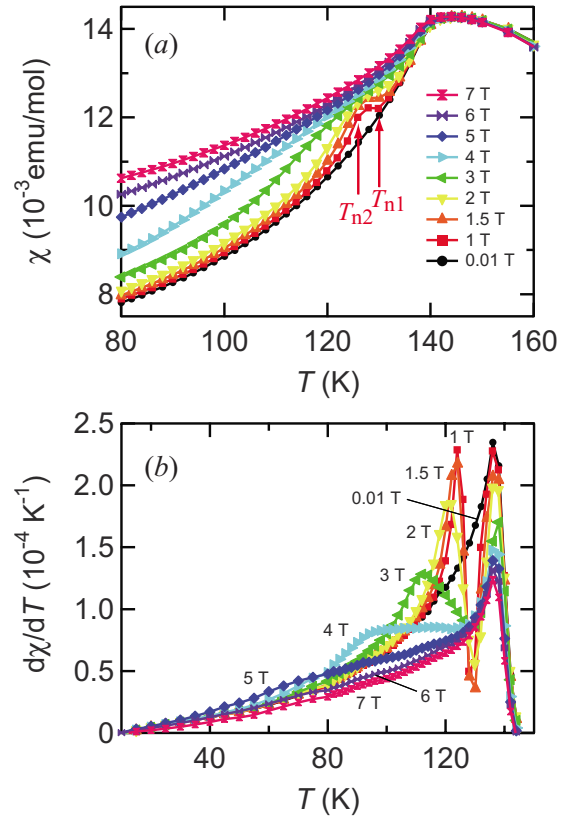 (a)
14
12
10
8
χ (10⁻³emu/mol)
7 T
6 T
5 T
4 T
3 T
2 T
1.5 T
1 T
0.01 T
Tn2
Tn1
80
100
120
140
160
T (K)
(b)
2.5
2.0
1.5
1.0
0.5
0
dχ/dT (10⁻⁴ K⁻¹)
1 T
1.5 T
0.01 T
2 T
3 T
4 T
5 T
6 T
7 T
40
80
120
T (K)